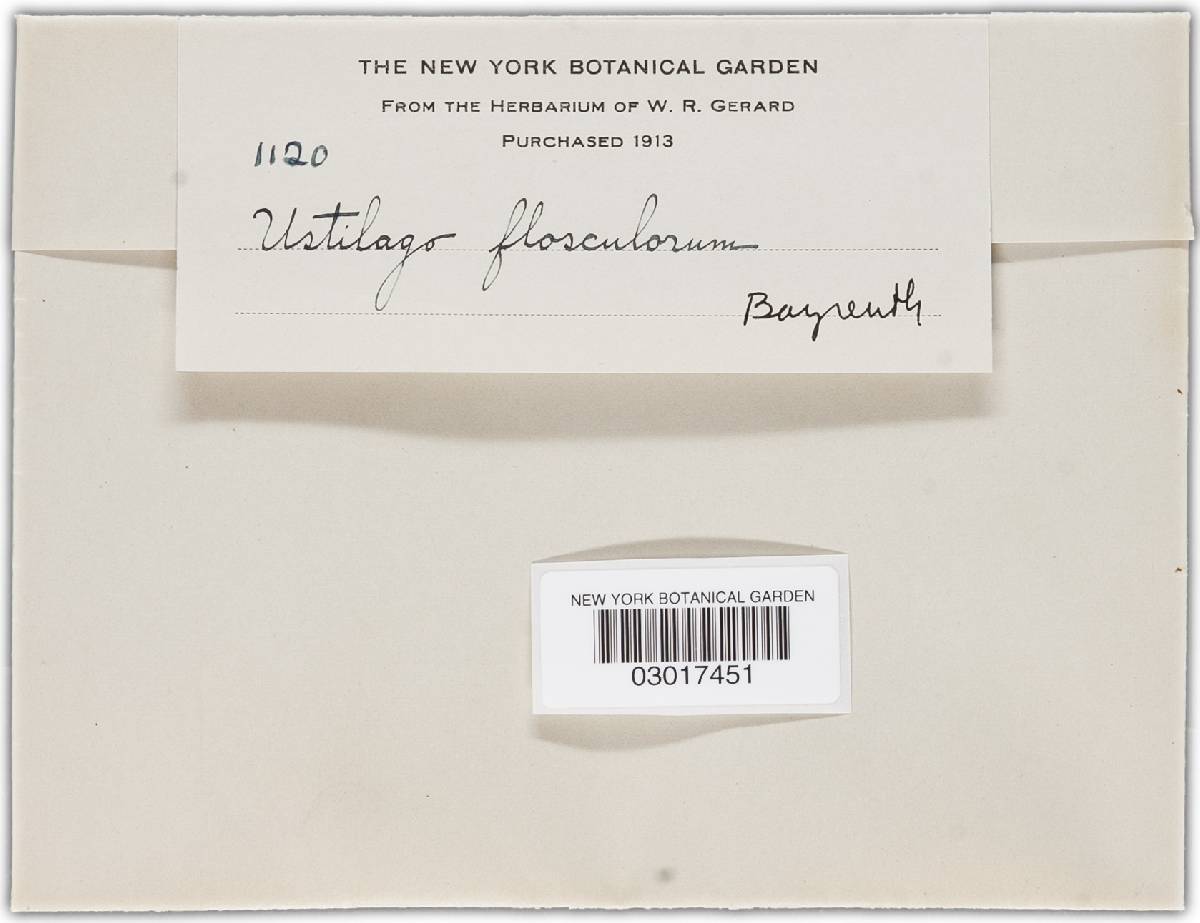 THE NEW YORK BOTANICAL GARDEN
FROM THE HERBARIUM OF W. R. GERARD
PURCHASED 1913
1120
Ustilago flosculorum
Bayreuth
NEW YORK BOTANICAL GARDEN
03017451